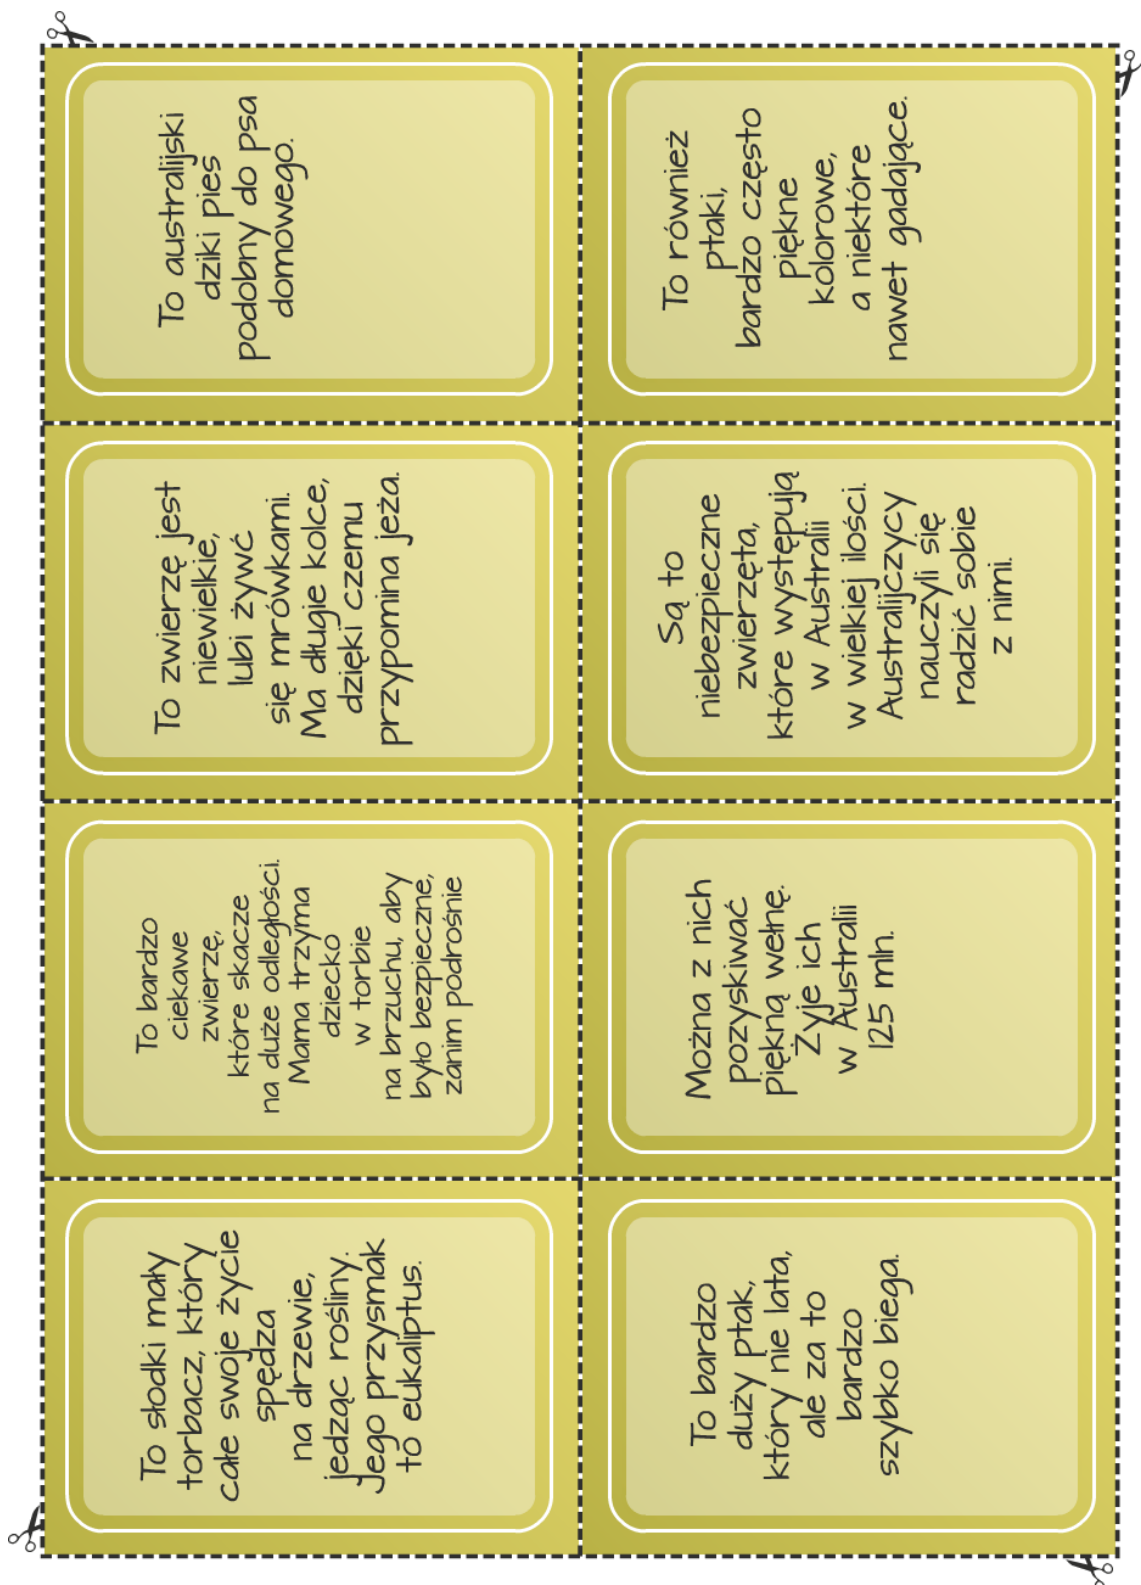 To słodki mały
torbacz, który
całe swoje życie
spędza
na drzewie,
jedząc rośliny.
Jego przysmak
to eukaliptus.
To bardzo
ciekawe
zwierzę,
które skacze
na duże odległości.
Mama trzyma
dziecko
w torbie
na brzuchu, aby
było bezpieczne,
zanim podrośnie
To zwierzę jest
niewielkie,
lubi żywć
się mrówkami.
Ma długie kolce,
dzięki czemu
przypomina jeża.
To australijski
dziki pies
podobny do psa
domowego.
To bardzo
duży ptak,
który nie lata,
ale za to
bardzo
szybko biega.
Można z nich
pozyskiwać
piękną wełnę.
Żyje ich
w Australii
125 mln.
Są to
niebezpieczne
zwierzęta,
które występują
w Australii
w wielkiej ilości.
Australijczycy
nauczyli się
radzić sobie
z nimi.
To również
ptaki,
bardzo często
piękne
kolorowe,
a niektóre
nawet gadające.